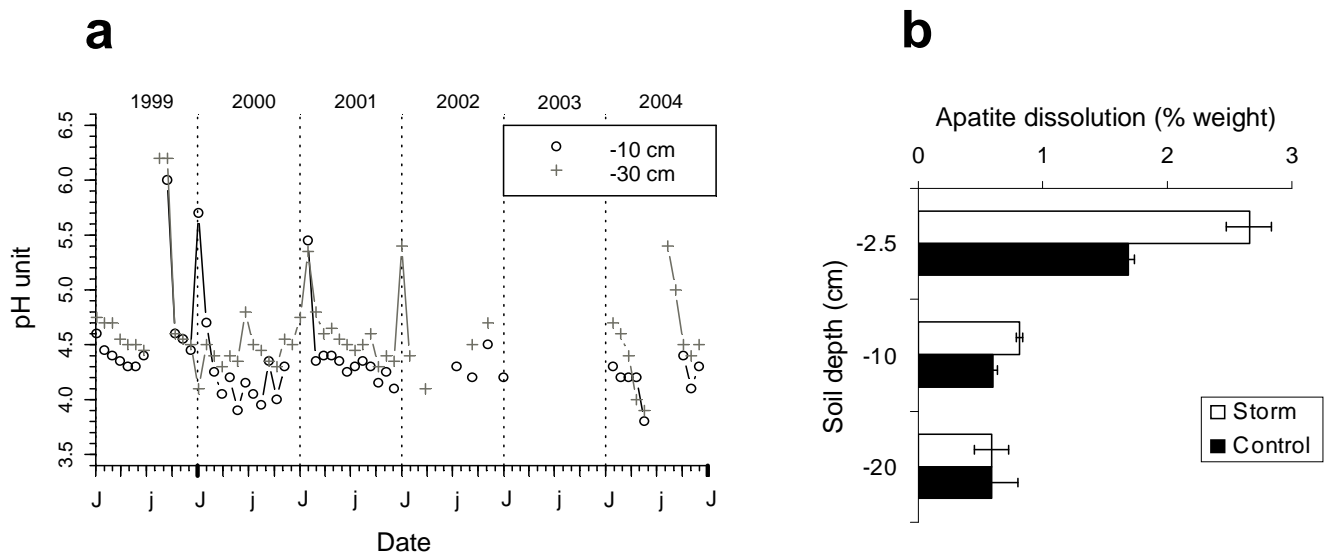 a
1999 2000 2001 2002 2003 2004
-10 cm
-30 cm
pH unit
6.5
6.0
5.5
5.0
4.5
4.0
3.5
J j J j J j J j J j J
Date
b
Apatite dissolution (% weight)
0 1 2 3
Soil depth (cm)
-2.5
-10
-20
Storm
Control